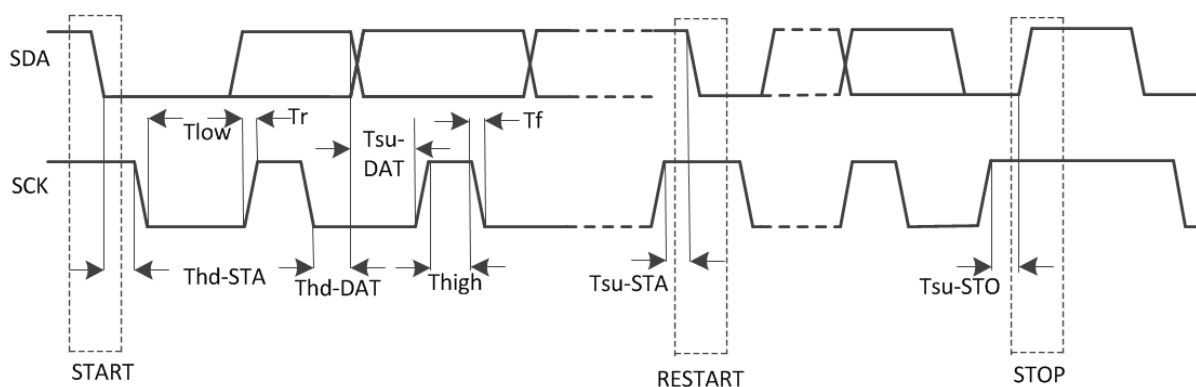 SDA
Tlow
Tr
Tsu-
DAT
Tf
SCK
Thd-STA
Thd-DAT
Thigh
Tsu-STA
Tsu-STO
START
RESTART
STOP